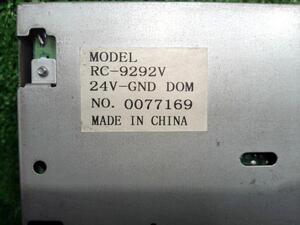 MODEL
RC-9292V
24V-GND DOM
NO. 0077169
MADE IN CHINA